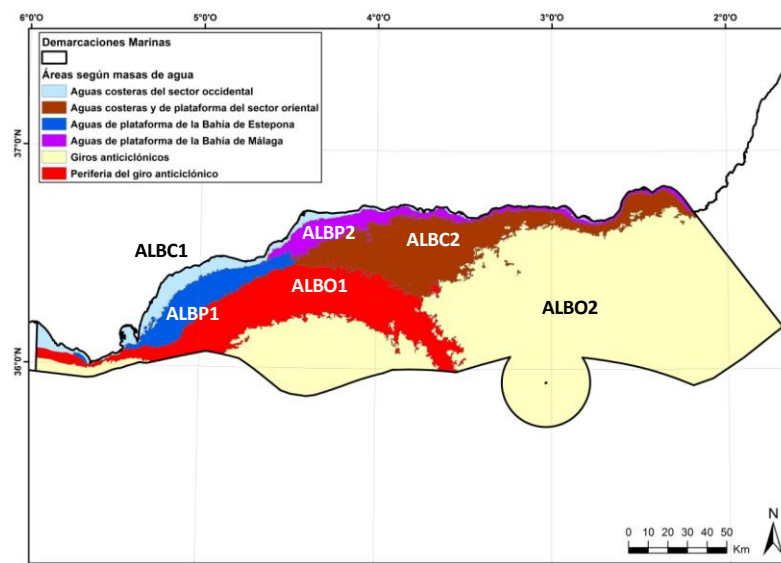 6°0'O 5°0'O 4°0'O 3°0'O 2°0'O
Demarcaciones Marinas
Áreas según masas de agua
Aguas costeras del sector occidental
Aguas costeras y de plataforma del sector oriental
Aguas de plataforma de la Bahía de Estepona
Aguas de plataforma de la Bahía de Málaga
Giros anticiclónicos
Periferia del giro anticiclónico
37°0'N
ALBP2
ALBC2
ALBC1
ALBO1
ALBP1
ALBO2
36°0'N
N
0 10 20 30 40 50
Km